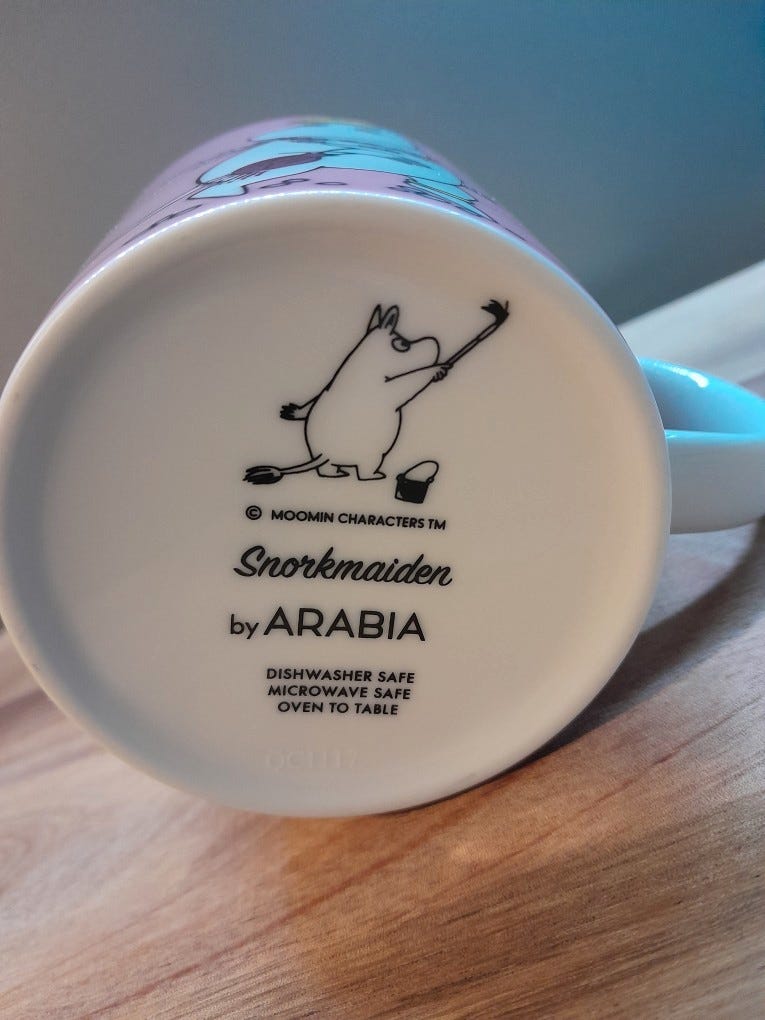 © MOOMIN CHARACTERS TM
Snorkmaiden
by ARABIA
DISHWASHER SAFE
MICROWAVE SAFE
OVEN TO TABLE